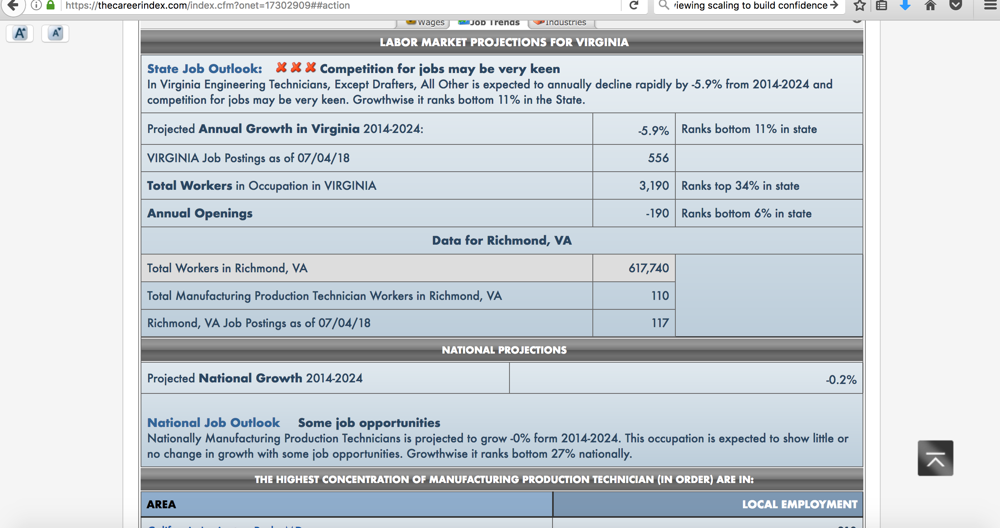 https://thecareerindex.com/index.cfm?onet=17302909##action
viewing scaling to build confidence
Wages Job Trends Industries
A A
LABOR MARKET PROJECTIONS FOR VIRGINIA
State Job Outlook: Competition for jobs may be very keen
In Virginia Engineering Technicians, Except Drafters, All Other is expected to annually decline rapidly by -5.9% from 2014-2024 and
competition for jobs may be very keen. Growthwise it ranks bottom 11% in the State.
Projected Annual Growth in Virginia 2014-2024: -5.9% Ranks bottom 11% in state
VIRGINIA Job Postings as of 07/04/18 556
Total Workers in Occupation in VIRGINIA 3,190 Ranks top 34% in state
Annual Openings -190 Ranks bottom 6% in state
Data for Richmond, VA
Total Workers in Richmond, VA 617,740
Total Manufacturing Production Technician Workers in Richmond, VA 110
Richmond, VA Job Postings as of 07/04/18 117
NATIONAL PROJECTIONS
Projected National Growth 2014-2024 -0.2%
National Job Outlook Some job opportunities
Nationally Manufacturing Production Technicians is projected to grow -0% form 2014-2024. This occupation is expected to show little or
no change in growth with some job opportunities. Growthwise it ranks bottom 27% nationally.
THE HIGHEST CONCENTRATION OF MANUFACTURING PRODUCTION TECHNICIAN (IN ORDER) ARE IN:
AREA LOCAL EMPLOYMENT